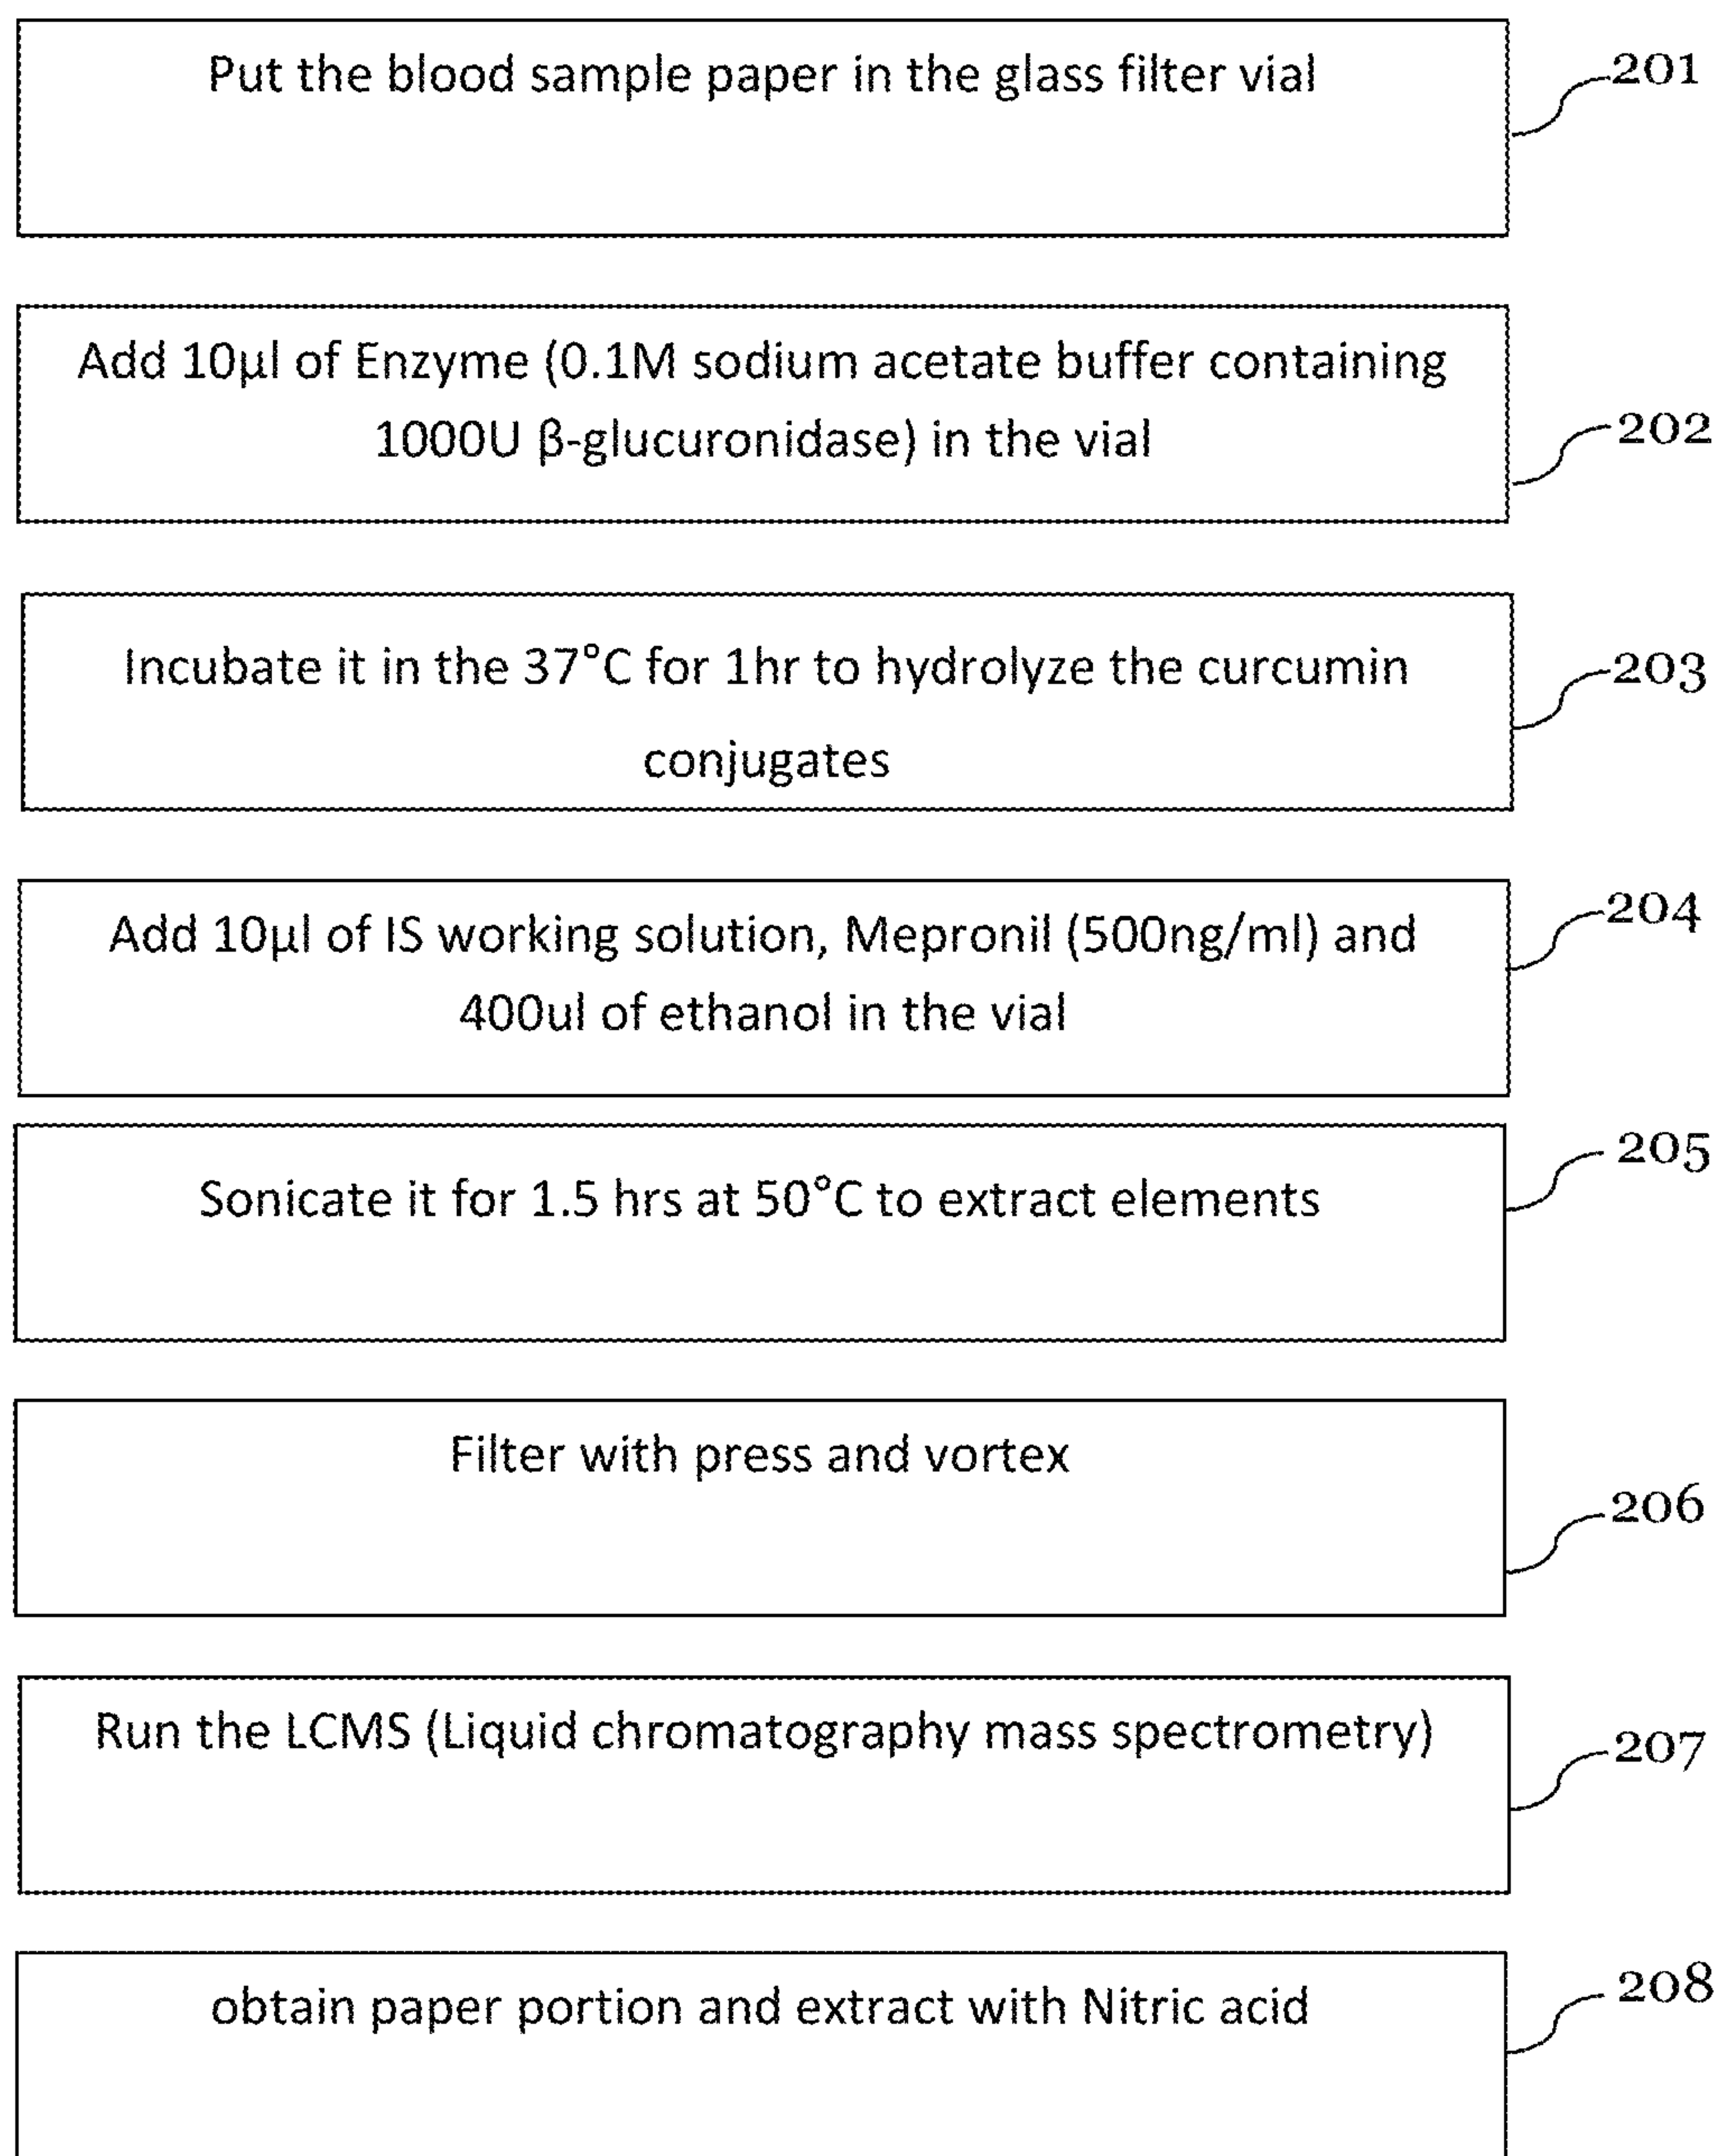 Put the blood sample paper in the glass filter vial
201
Add 10µl of Enzyme (0.1M sodium acetate buffer containing
1000U β-glucuronidase) in the vial
202
Incubate it in the 37°C for 1hr to hydrolyze the curcumin
conjugates
203
Add 10µl of IS working solution, Mepronil (500ng/ml) and
400ul of ethanol in the vial
204
Sonicate it for 1.5 hrs at 50°C to extract elements
205
Filter with press and vortex
206
Run the LCMS (Liquid chromatography mass spectrometry)
207
obtain paper portion and extract with Nitric acid
208